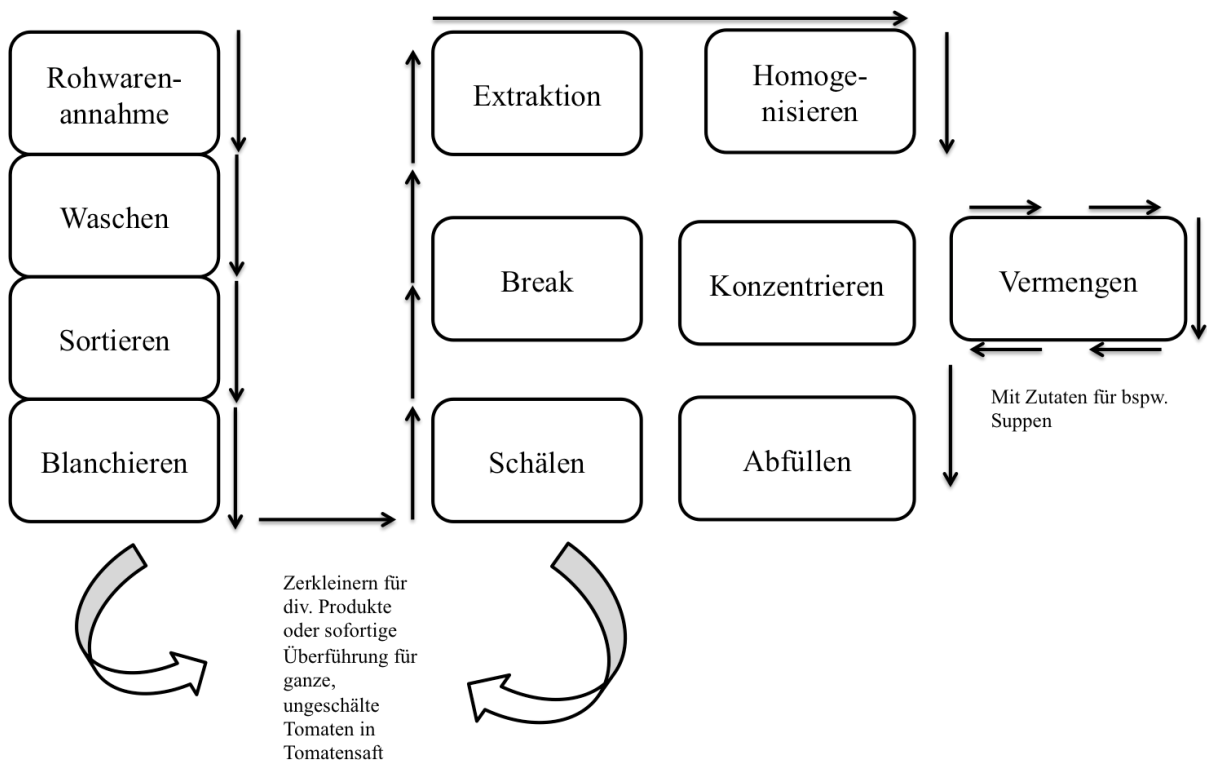 Rohwaren-
annahme
Waschen
Sortieren
Blanchieren
Extraktion
Break
Schälen
Homoge-
nisieren
Konzentrieren
Abfüllen
Vermengen
Mit Zutaten für bspw.
Suppen
Zerkleinern für
div. Produkte
oder sofortige
Überführung für
ganze,
ungeschälte
Tomaten in
Tomatensaft